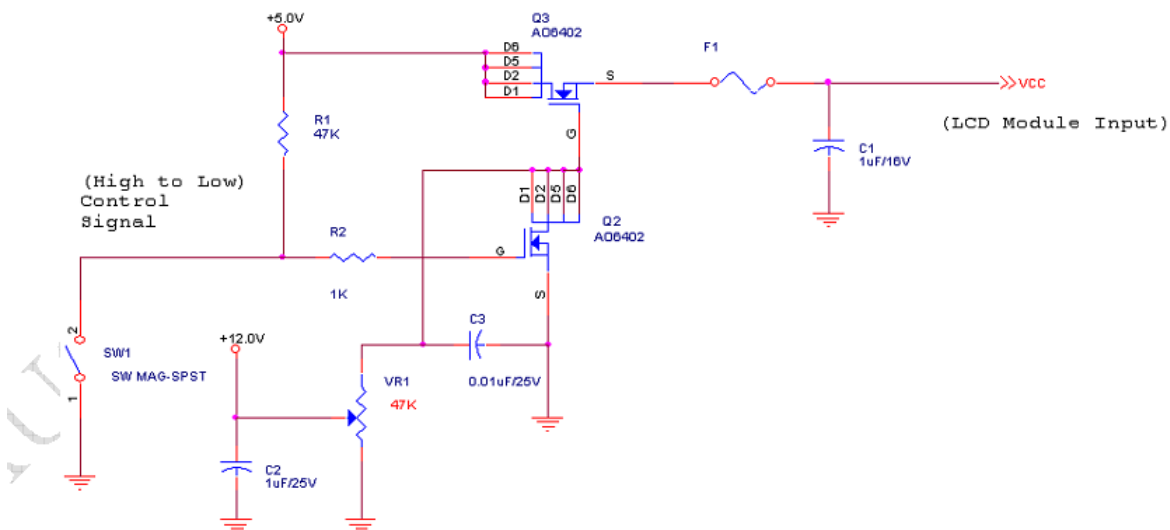 +5.0V
Q3
AO6402
D6
D5
D2
D1
S
G
F1
VCC
(LCD Module Input)
C1
1uF/16V
R1
47K
(High to Low)
Control
Signal
D1
D2
D5
D6
Q2
AO6402
R2
1K
G
S
C3
0.01uF/25V
+12.0V
2
SW1
SW MAG-SPST
1
VR1
47K
C2
1uF/25V